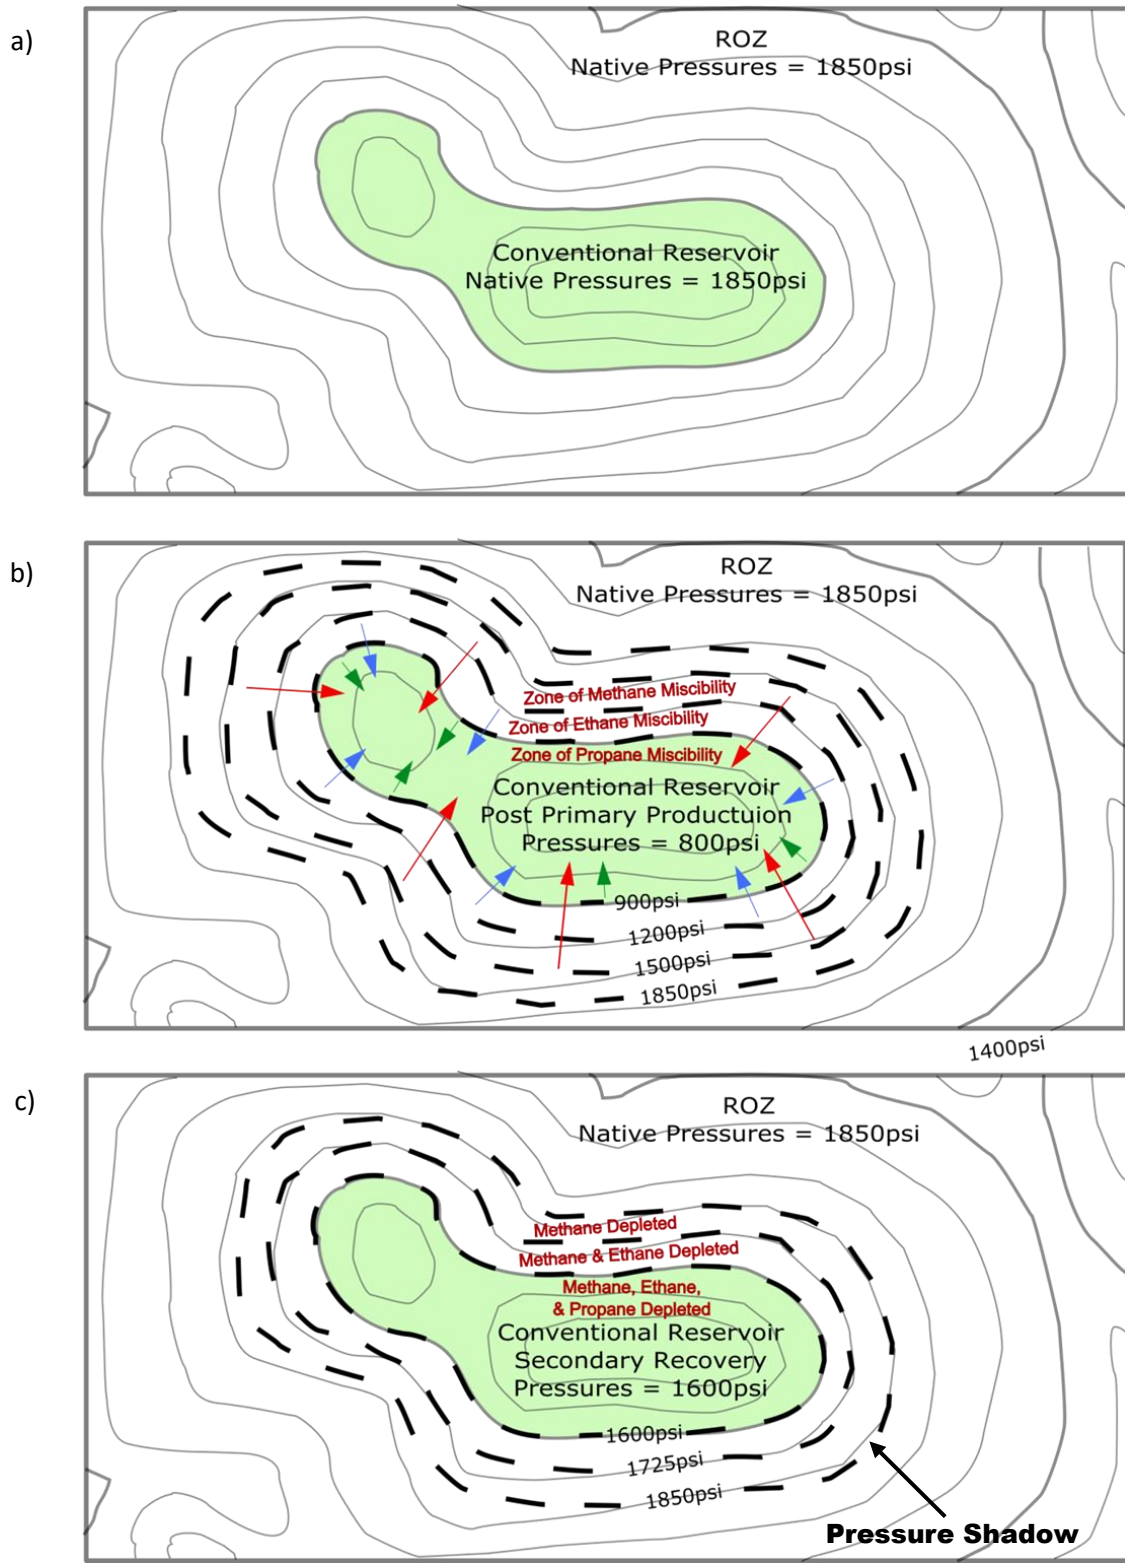 a)
ROZ
Native Pressures = 1850psi
Conventional Reservoir
Native Pressures = 1850psi
b)
ROZ
Native Pressures = 1850psi
Zone of Methane Miscibility
Zone of Ethane Miscibility
Zone of Propane Miscibility
Conventional Reservoir
Post Primary Productuion
Pressures = 800psi
900psi
1200psi
1500psi
1850psi
1400psi
c)
ROZ
Native Pressures = 1850psi
Methane Depleted
Methane & Ethane Depleted
Methane, Ethane,
& Propane Depleted
Conventional Reservoir
Secondary Recovery
Pressures = 1600psi
1600psi
1725psi
1850psi
Pressure Shadow